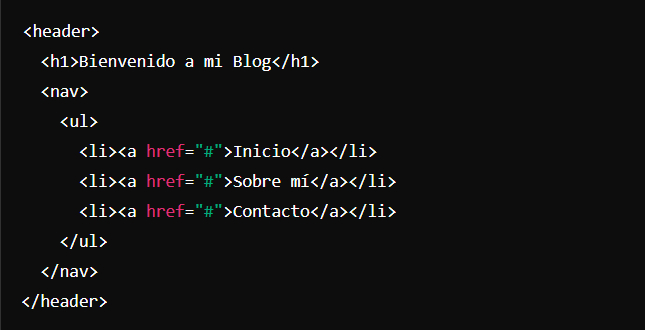 <header>
<h1>Bienvenido a mi Blog</h1>
<nav>
<ul>
<li><a href="#">Inicio</a></li>
<li><a href="#">Sobre mí</a></li>
<li><a href="#">Contacto</a></li>
</ul>
</nav>
</header>